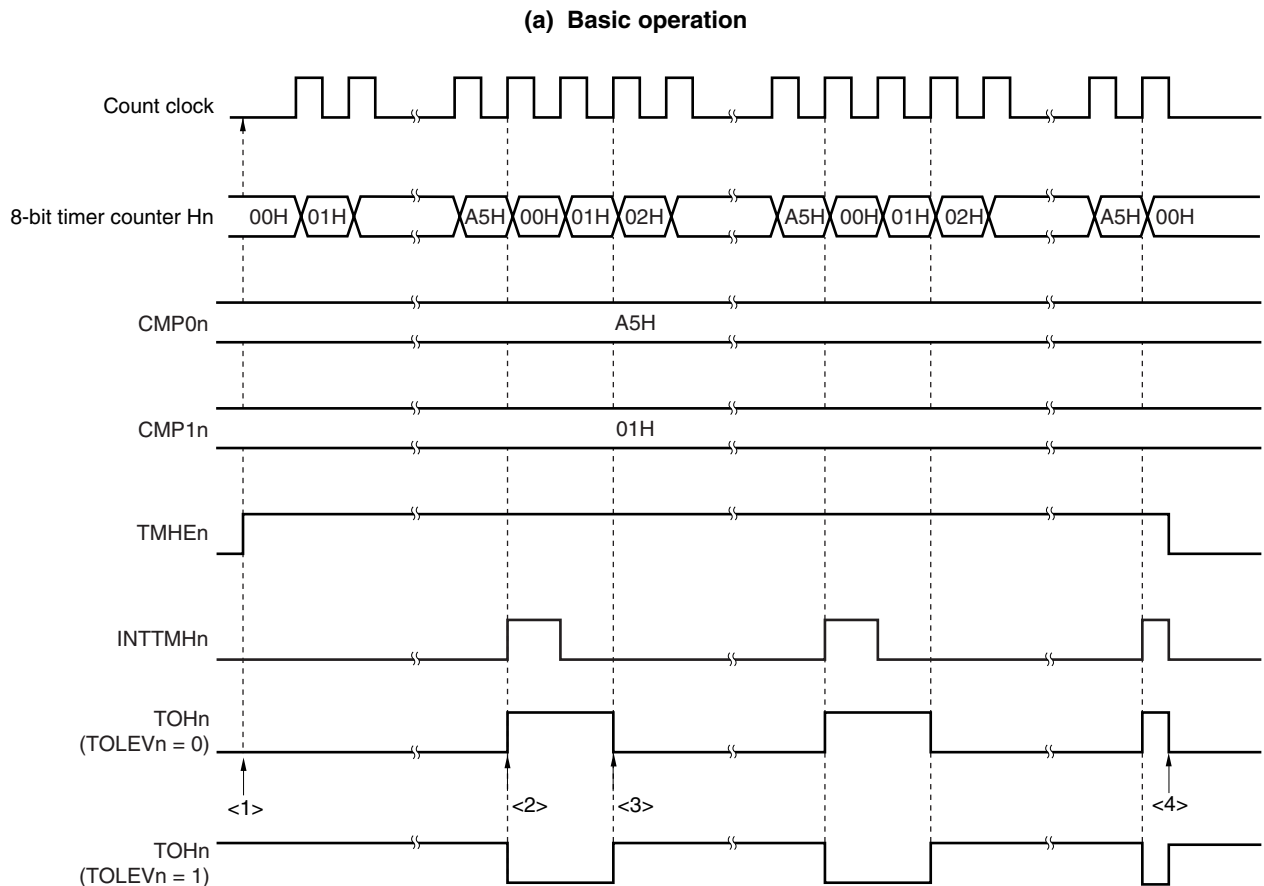 (a) Basic operation
Count clock
8-bit timer counter Hn
00H 01H A5H 00H 01H 02H A5H 00H 01H 02H A5H 00H
CMP0n
A5H
CMP1n
01H
TMHEn
INTTMHn
TOHn
(TOLEVn = 0)
<1> <2> <3> <4>
TOHn
(TOLEVn = 1)